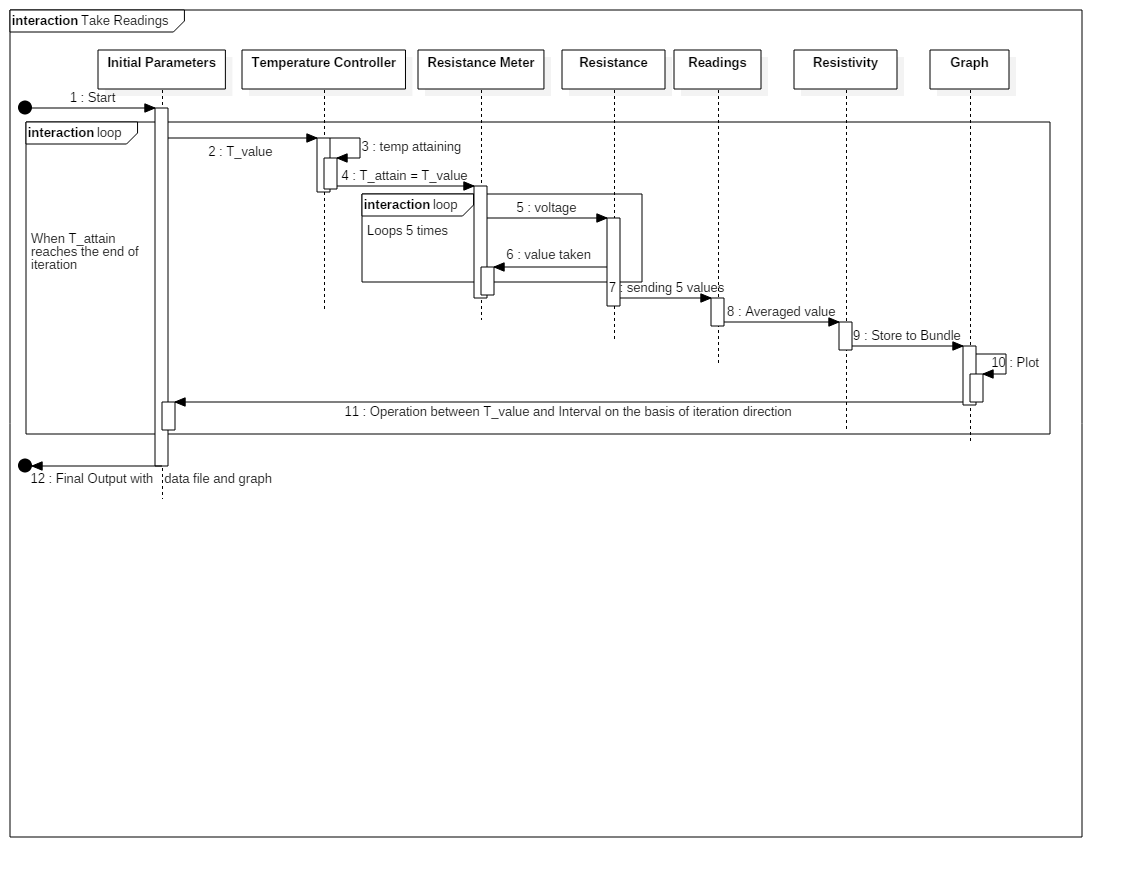 interaction Take Readings
Initial Parameters
Temperature Controller
Resistance Meter
Resistance
Readings
Resistivity
Graph
1 : Start
interaction loop
2 : T_value
3 : temp attaining
4 : T_attain = T_value
interaction loop
5 : voltage
Loops 5 times
When T_attain
reaches the end of
iteration
6 : value taken
7 : sending 5 values
8 : Averaged value
9 : Store to Bundle
10 : Plot
11 : Operation between T_value and Interval on the basis of iteration direction
12 : Final Output with data file and graph